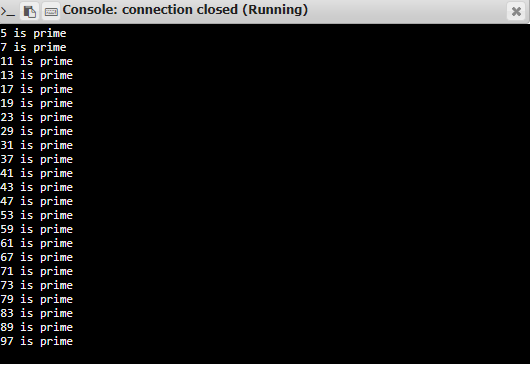 >_ Console: connection closed (Running)
5 is prime
7 is prime
11 is prime
13 is prime
17 is prime
19 is prime
23 is prime
29 is prime
31 is prime
37 is prime
41 is prime
43 is prime
47 is prime
53 is prime
59 is prime
61 is prime
67 is prime
71 is prime
73 is prime
79 is prime
83 is prime
89 is prime
97 is prime